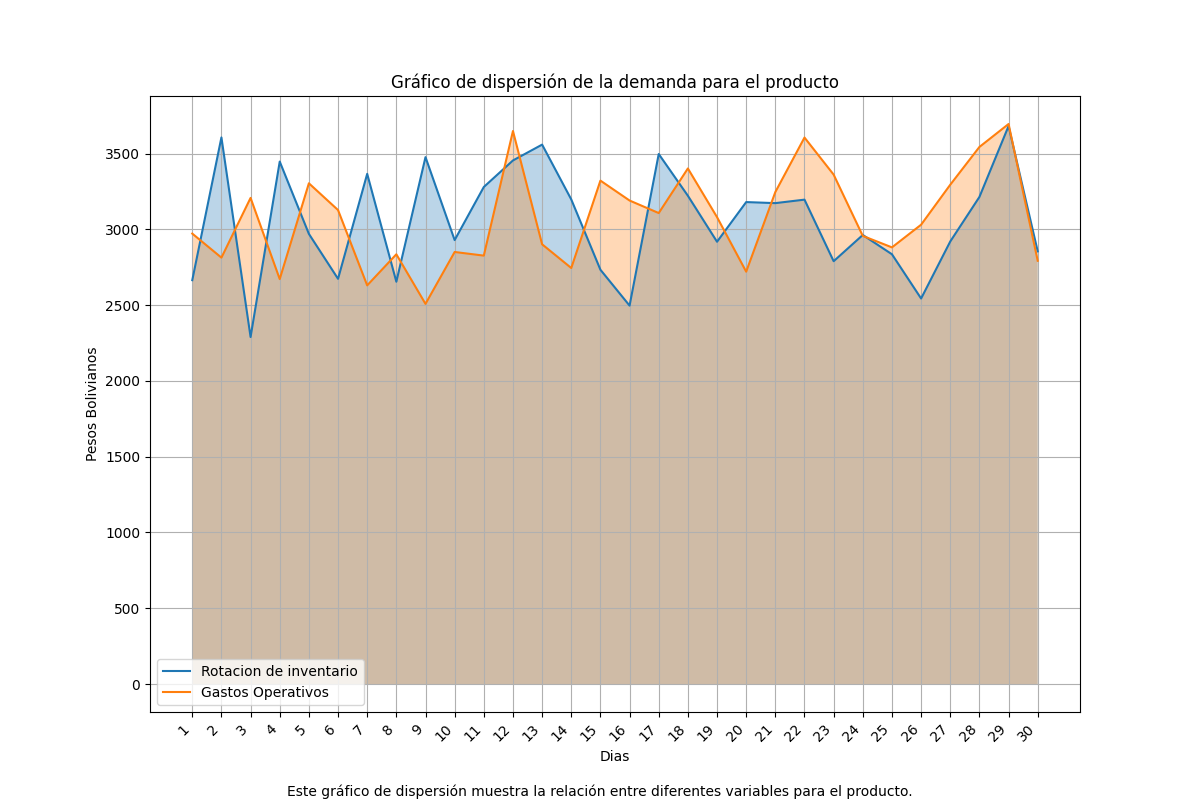 Gráfico de dispersión de la demanda para el producto
Pesos Bolivianos
3500
3000
2500
2000
1500
1000
500
0
Rotacion de inventario
Gastos Operativos
1 2 3 4 5 6 7 8 9 10 11 12 13 14 15 16 17 18 19 20 21 22 23 24 25 26 27 28 29 30
Dias
Este gráfico de dispersión muestra la relación entre diferentes variables para el producto.